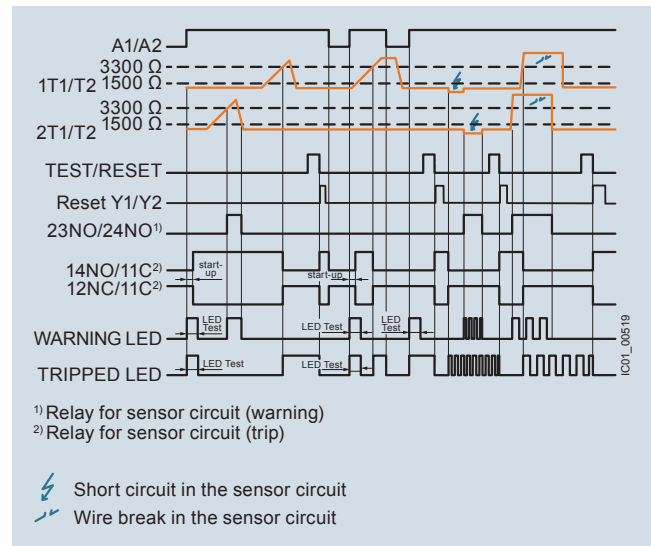 A1/A2
3300 Ω
1T1/T2 1500 Ω
3300 Ω
2T1/T2 1500 Ω
TEST/RESET
Reset Y1/Y2
23NO/24NO1)
14NO/11C2) start-up start-up
12NC/11C2)
WARNING LED LED Test LED Test LED Test
TRIPPED LED LED Test LED Test
IC01_00519
1) Relay for sensor circuit (warning)
2) Relay for sensor circuit (trip)
Short circuit in the sensor circuit
Wire break in the sensor circuit